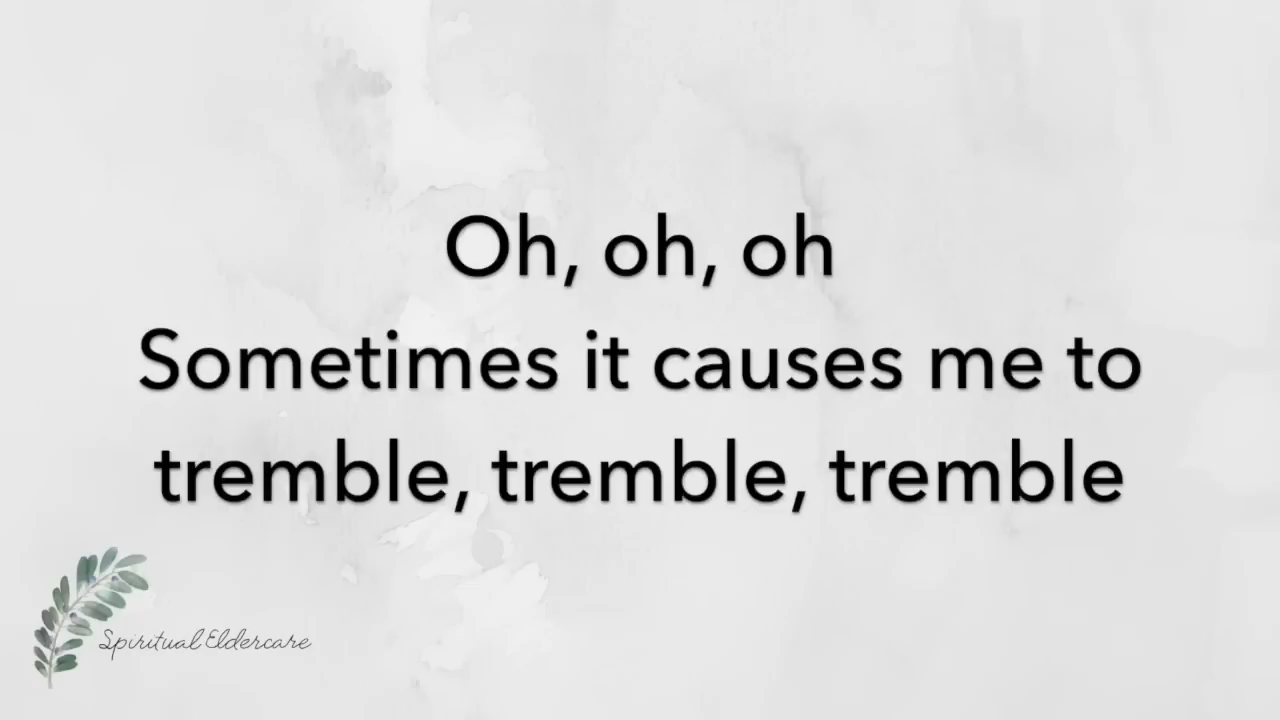 Oh, oh, oh
Sometimes it causes me to
tremble, tremble, tremble
Spiritual Eldercare